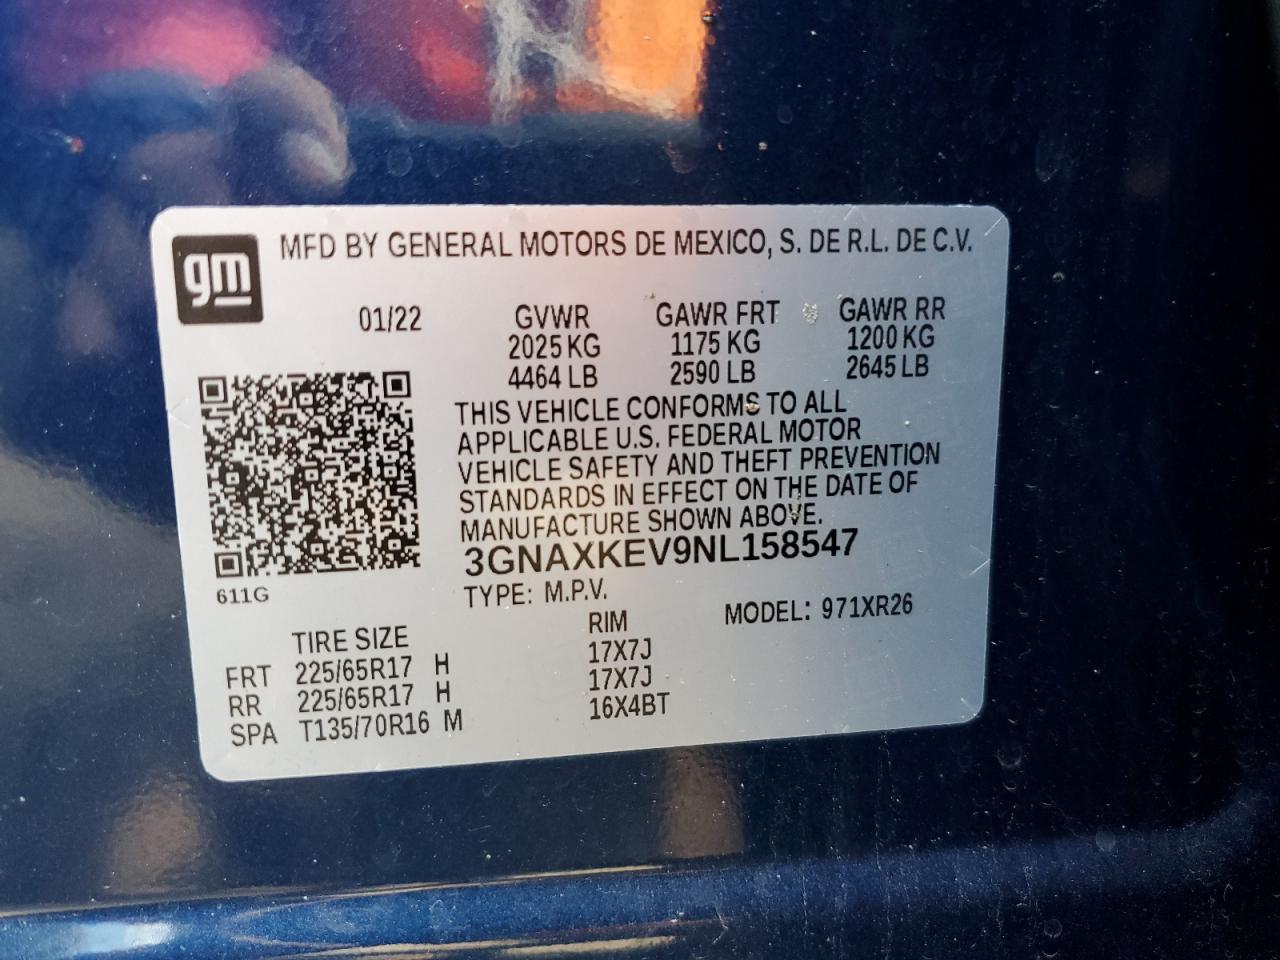 gm
MFD BY GENERAL MOTORS DE MEXICO, S. DE R.L. DE C.V.
01/22 GVWR GAWR FRT GAWR RR
2025 KG 1175 KG 1200 KG
4464 LB 2590 LB 2645 LB
THIS VEHICLE CONFORMS TO ALL
APPLICABLE U.S. FEDERAL MOTOR
VEHICLE SAFETY AND THEFT PREVENTION
STANDARDS IN EFFECT ON THE DATE OF
MANUFACTURE SHOWN ABOVE.
3GNAXKEV9NL158547
611G
TYPE: M.P.V. MODEL: 971XR26
TIRE SIZE RIM
FRT 225/65R17 H 17X7J
RR 225/65R17 H 17X7J
SPA T135/70R16 M 16X4BT